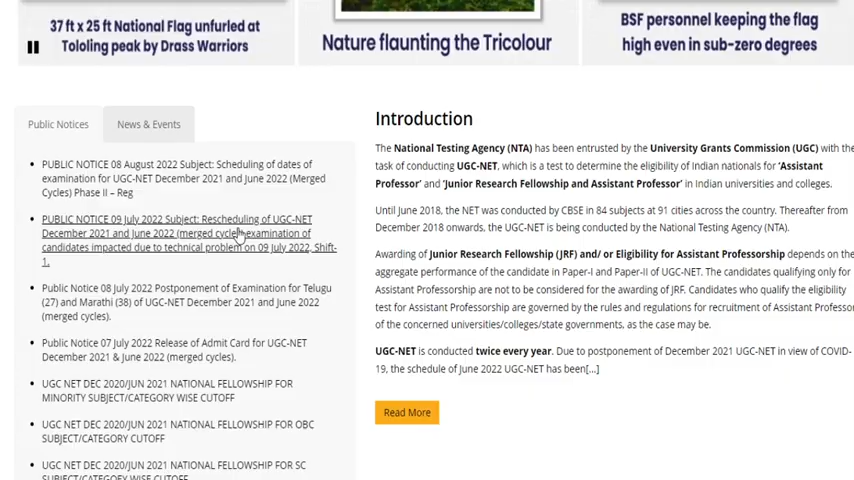 37 ft x 25 ft National Flag unfurled at
Tololing peak by Drass Warriors
Nature flaunting the Tricolour
BSF personnel keeping the flag
high even in sub-zero degrees
Public Notices
News & Events
PUBLIC NOTICE 08 August 2022 Subject: Scheduling of dates of
examination for UGC-NET December 2021 and June 2022 (Merged
Cycles) Phase II – Reg
PUBLIC NOTICE 09 July 2022 Subject: Rescheduling of UGC-NET
December 2021 and June 2022 (merged cycle) examination of
candidates impacted due to technical problem on 09 July 2022, Shift-
1.
Public Notice 08 July 2022 Postponement of Examination for Telugu
(27) and Marathi (38) of UGC-NET December 2021 and June 2022
(merged cycles).
Public Notice 07 July 2022 Release of Admit Card for UGC-NET
December 2021 & June 2022 (merged cycles).
UGC NET DEC 2020/JUN 2021 NATIONAL FELLOWSHIP FOR
MINORITY SUBJECT/CATEGORY WISE CUTOFF
UGC NET DEC 2020/JUN 2021 NATIONAL FELLOWSHIP FOR OBC
SUBJECT/CATEGORY CUTOFF
UGC NET DEC 2020/JUN 2021 NATIONAL FELLOWSHIP FOR SC
SUBJECT/CATEGORY WISE CUTOFF
Introduction
The National Testing Agency (NTA) has been entrusted by the University Grants Commission (UGC) with the
task of conducting UGC-NET, which is a test to determine the eligibility of Indian nationals for 'Assistant
Professor' and 'Junior Research Fellowship and Assistant Professor' in Indian universities and colleges.
Until June 2018, the NET was conducted by CBSE in 84 subjects at 91 cities across the country. Thereafter from
December 2018 onwards, the UGC-NET is being conducted by the National Testing Agency (NTA).
Awarding of Junior Research Fellowship (JRF) and/ or Eligibility for Assistant Professorship depends on the
aggregate performance of the candidate in Paper-I and Paper-II of UGC-NET. The candidates qualifying only for
Assistant Professorship are not to be considered for the awarding of JRF. Candidates who qualify the eligibility
test for Assistant Professorship are governed by the rules and regulations for recruitment of Assistant Professor
of the concerned universities/colleges/state governments, as the case may be.
UGC-NET is conducted twice every year. Due to postponement of December 2021 UGC-NET in view of COVID-
19, the schedule of June 2022 UGC-NET has been[...]
Read More